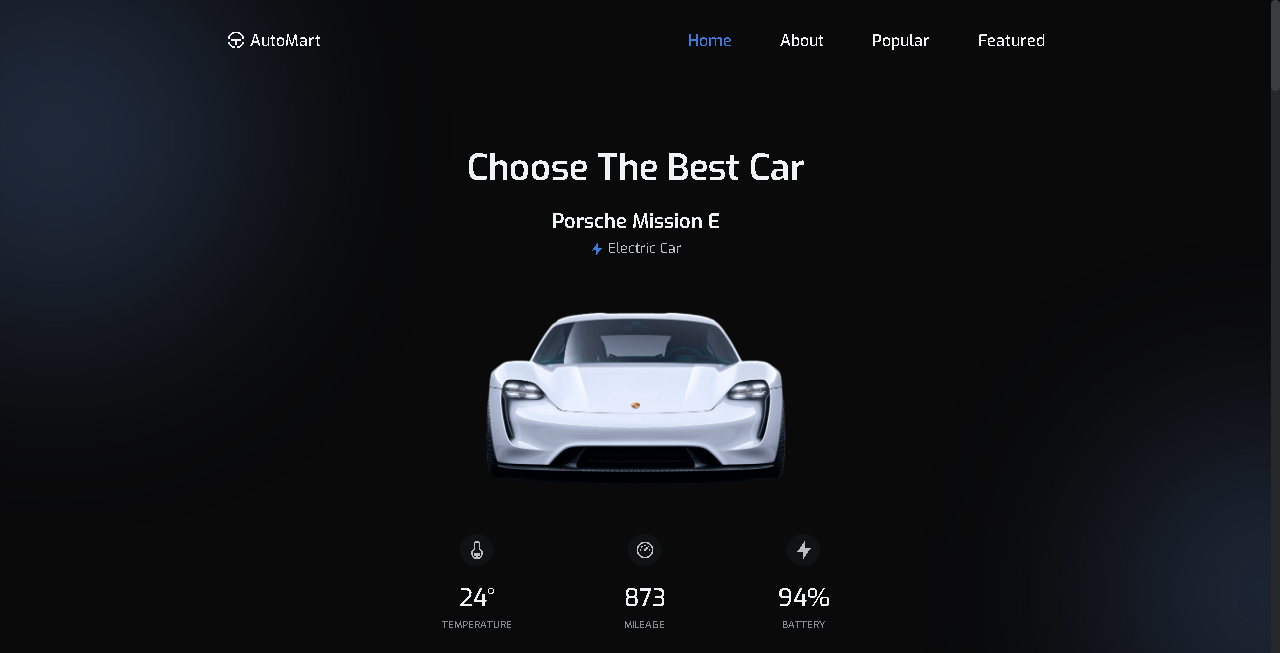 AutoMart
Home About Popular Featured
Choose The Best Car
Porsche Mission E
Electric Car
24° 873 94%
TEMPERATURE MILEAGE BATTERY